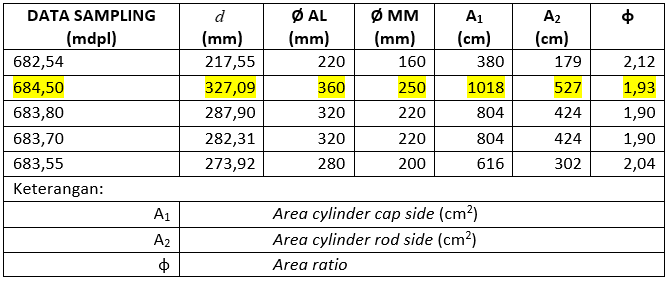 DATA SAMPLING (mdpl) d (mm) Ø AL (mm) Ø MM (mm) A₁ (cm) A₂ (cm) ϕ
682,54 217,55 220 160 380 179 2,12
684,50 327,09 360 250 1018 527 1,93
683,80 287,90 320 220 804 424 1,90
683,70 282,31 320 220 804 424 1,90
683,55 273,92 280 200 616 302 2,04
Keterangan:
A₁ Area cylinder cap side (cm²)
A₂ Area cylinder rod side (cm²)
ϕ Area ratio